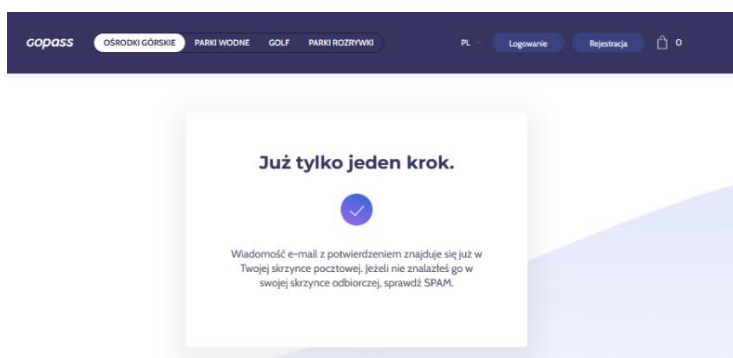 GOPASS OŚRODKI GÓRSKIE PARKI WODNE GOLF PARKI ROZRYWKI PL Logowanie Rejestracja 0
Już tylko jeden krok.
Wiadomość e-mail z potwierdzeniem znajduje się już w
Twojej skrzynce pocztowej. Jeżeli nie znalazłeś go w
swojej skrzynce odbiorczej, sprawdź SPAM.